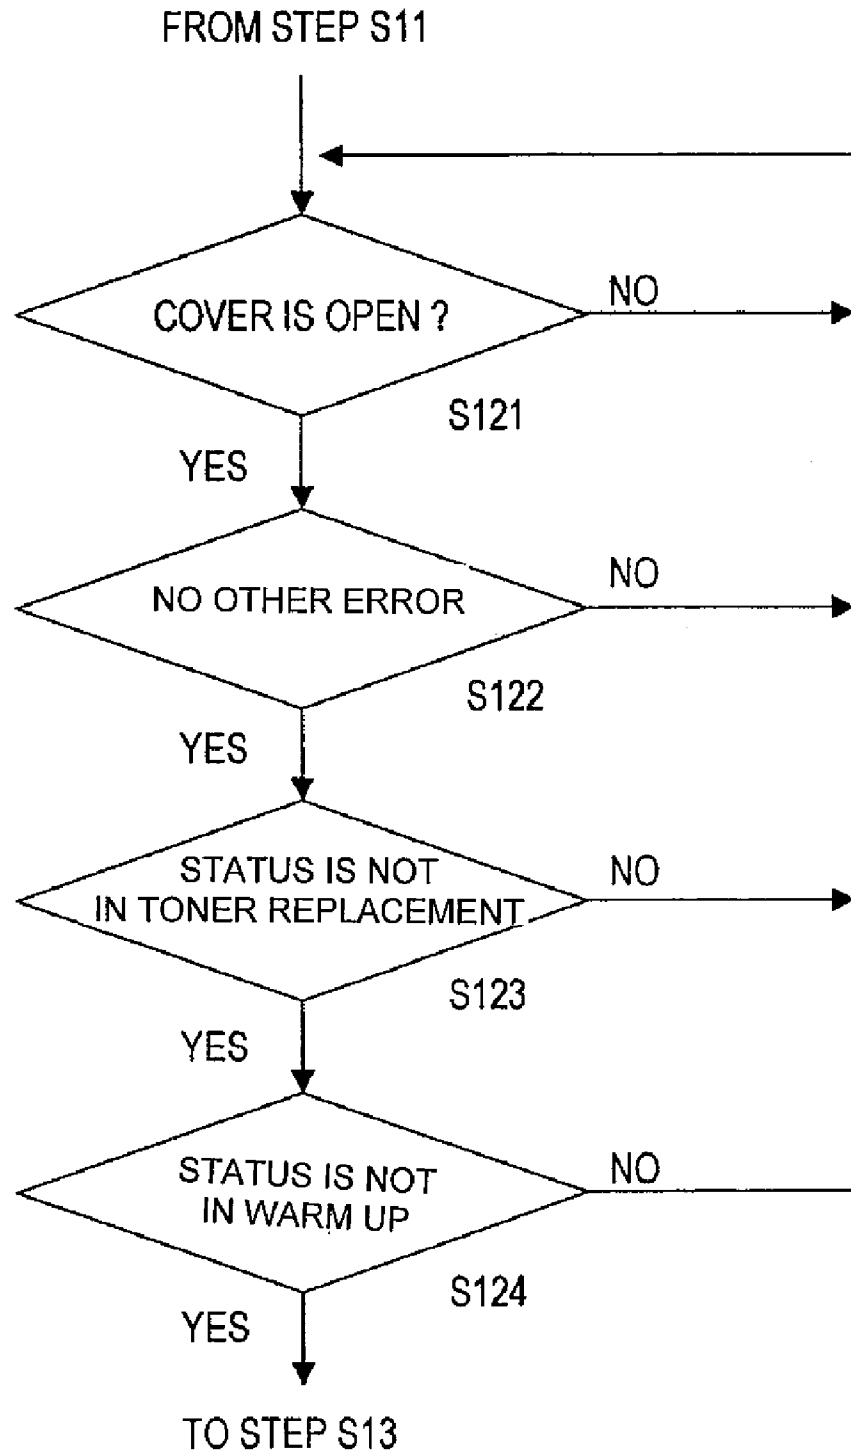 FROM STEP S11
COVER IS OPEN ?
NO
S121
YES
NO OTHER ERROR
NO
S122
YES
STATUS IS NOT
IN TONER REPLACEMENT
NO
S123
YES
STATUS IS NOT
IN WARM UP
NO
S124
YES
TO STEP S13